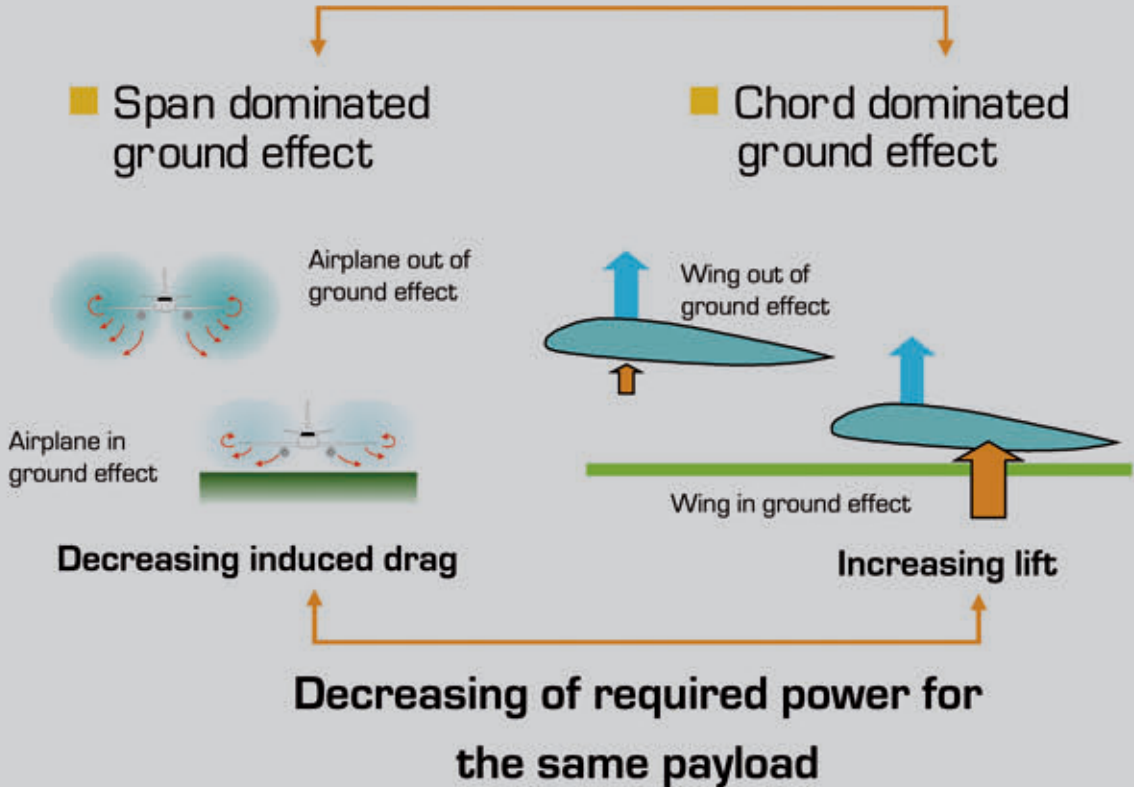 Span dominated
ground effect
Chord dominated
ground effect
Airplane out of
ground effect
Wing out of
ground effect
Airplane in
ground effect
Wing in ground effect
Decreasing induced drag
Increasing lift
Decreasing of required power for
the same payload